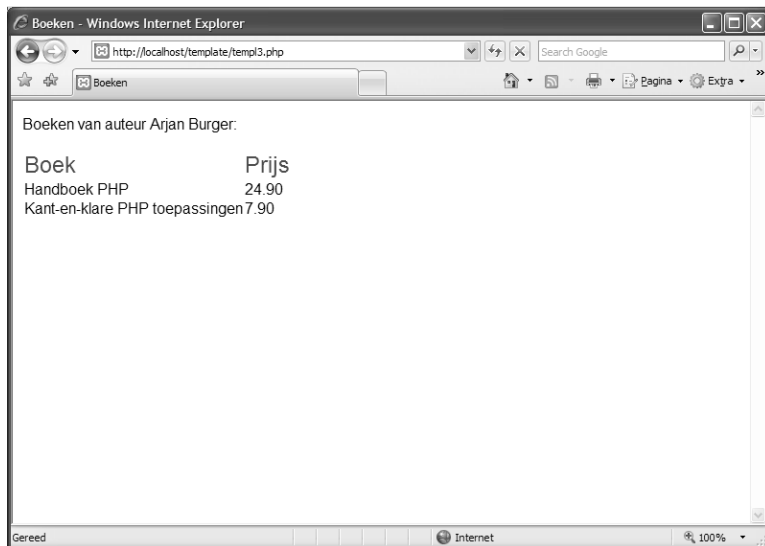 Boeken - Windows Internet Explorer
http://localhost/template/templ3.php
Search Google
Boeken
Pagina
Extra
»
Boeken van auteur Arjan Burger:
Boek Prijs
Handboek PHP 24.90
Kant-en-klare PHP toepassingen 7.90
Gereed
Internet
100%